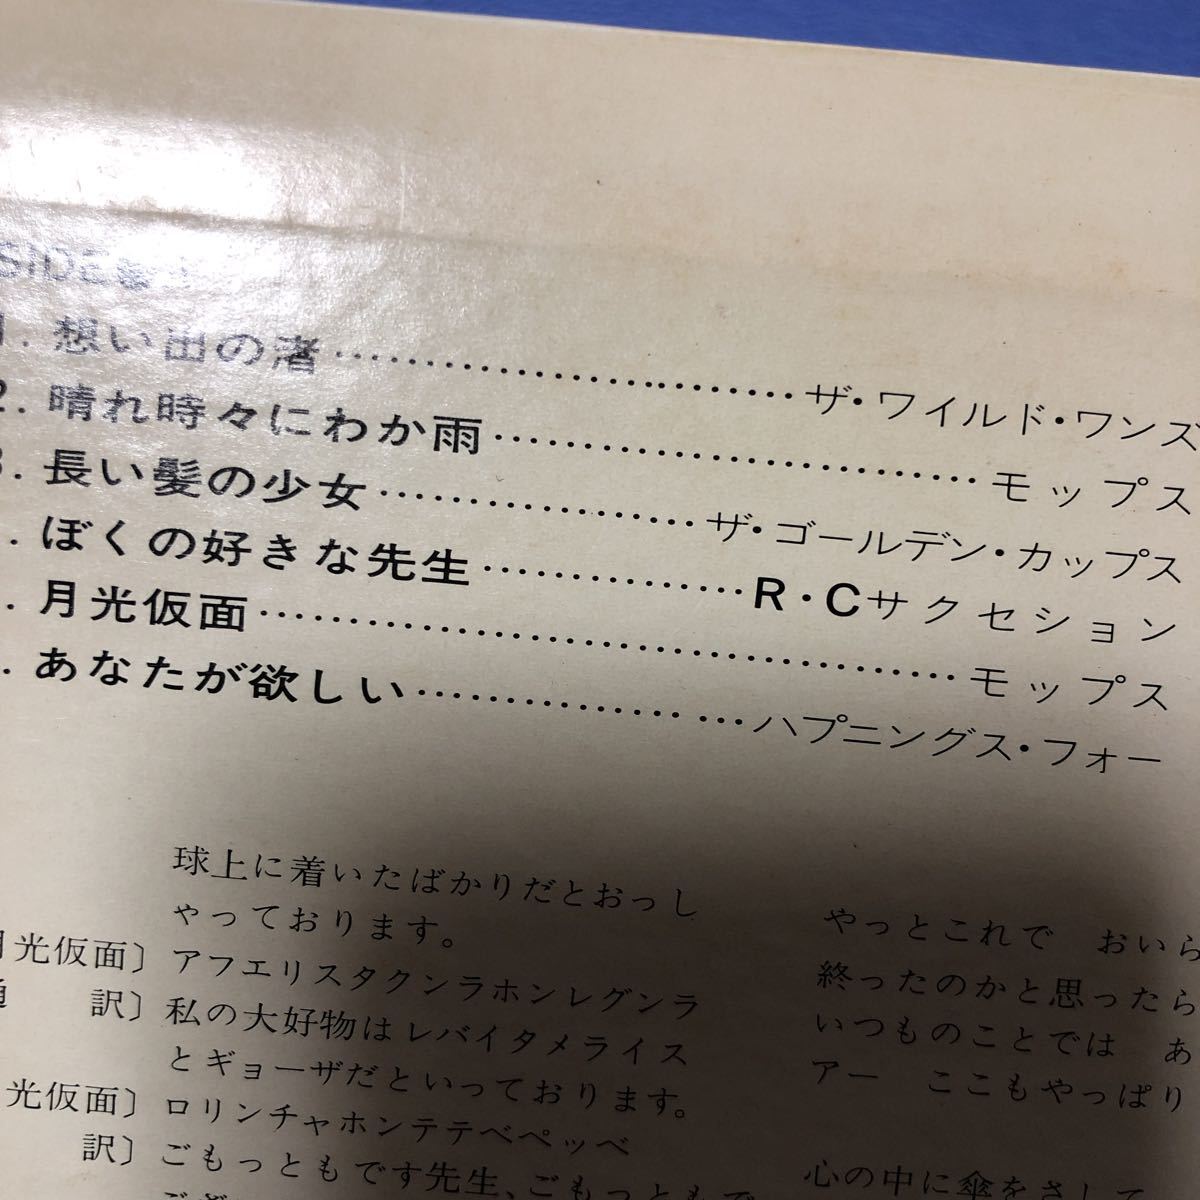 SIDE
1. 想い出の渚……………………ザ・ワイルド・ワンズ
2. 晴れ時々にわか雨……………………モップス
3. 長い髪の少女………………ザ・ゴールデン・カップス
. ぼくの好きな先生……………R・Cサクセション
. 月光仮面……………………………モップス
. あなたが欲しい………………ハプニングス・フォー
球上に着いたばかりだとおっし
やっております。
月光仮面〕アフエリスタクンラホンレグンラ
通　訳〕私の大好物はレバイタメライス
とギョーザだといっております。
光仮面〕ロリンチャホンテテベペッベ
訳〕ごもっともです先生、ごもっともで
やっとこれで　おいら
終ったのかと思ったら
いつものことでは　あ
アー　ここもやっぱり
心の中に傘をさして